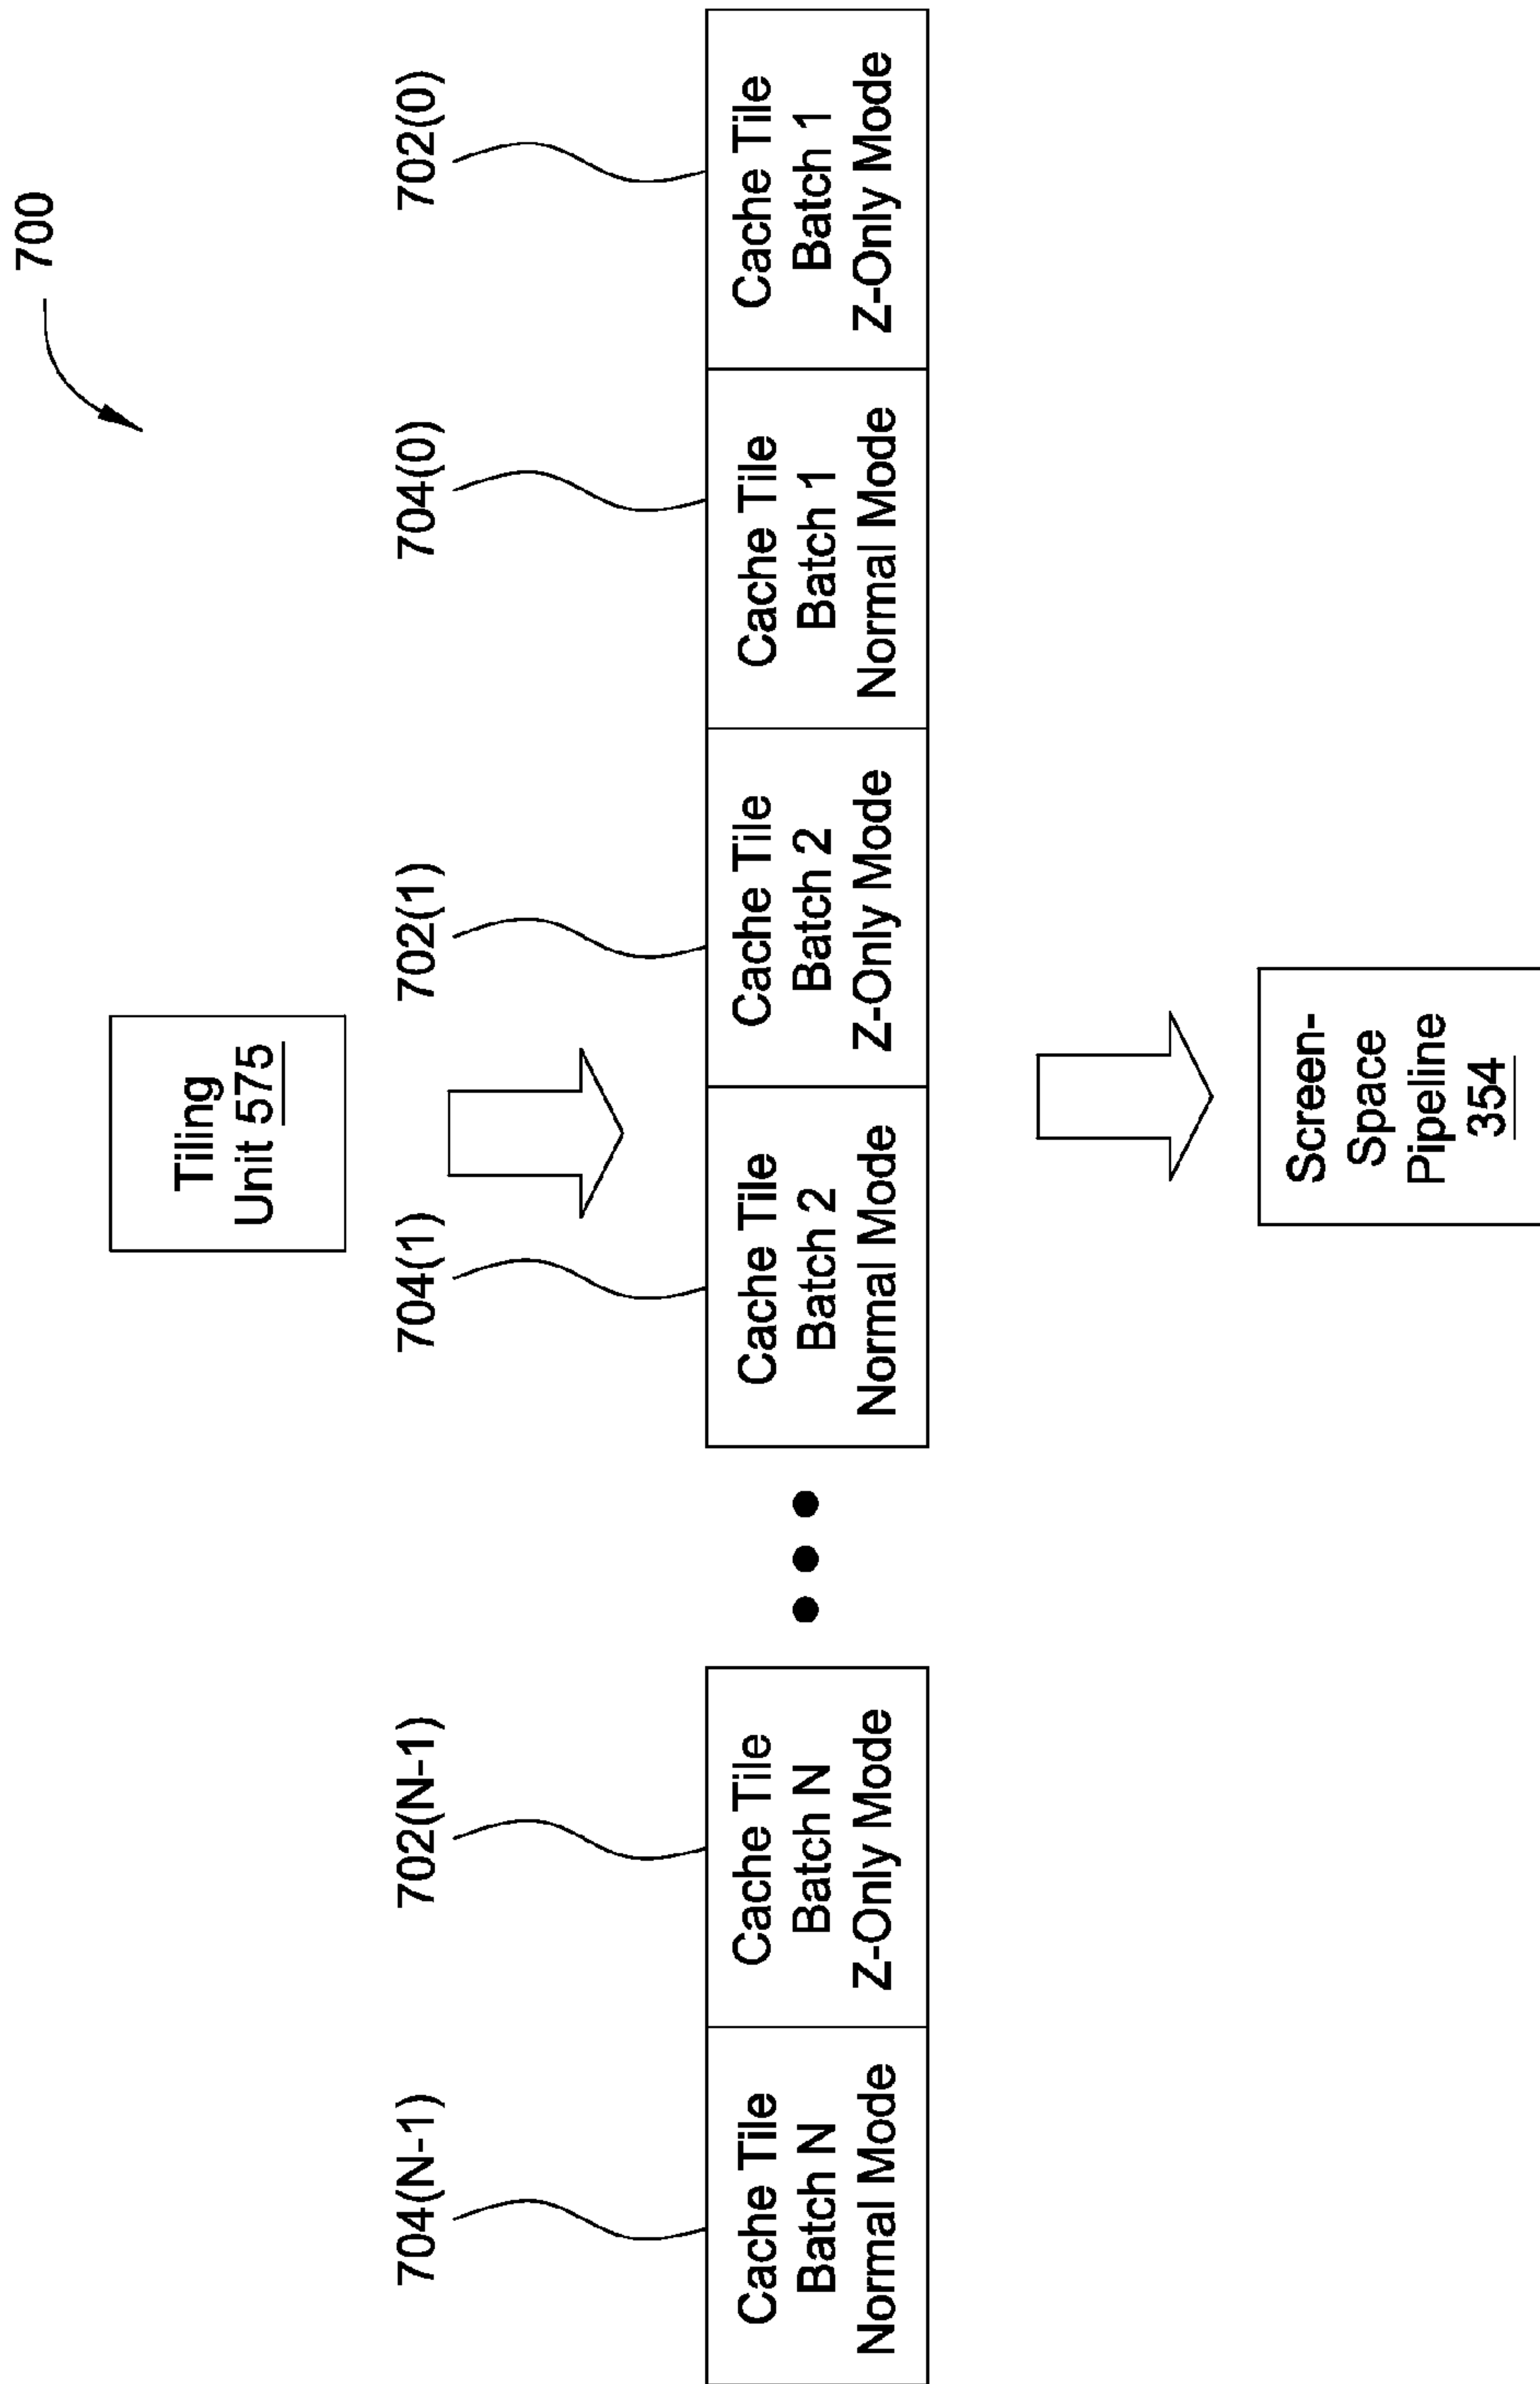 700
Tiling
Unit 575
704(N-1)
702(N-1)
704(1)
702(1)
704(0)
702(0)
Cache Tile
Batch N
Normal Mode
Cache Tile
Batch N
Z-Only Mode
Cache Tile
Batch 2
Normal Mode
Cache Tile
Batch 2
Z-Only Mode
Cache Tile
Batch 1
Normal Mode
Cache Tile
Batch 1
Z-Only Mode
Screen-
Space
Pipeline
354